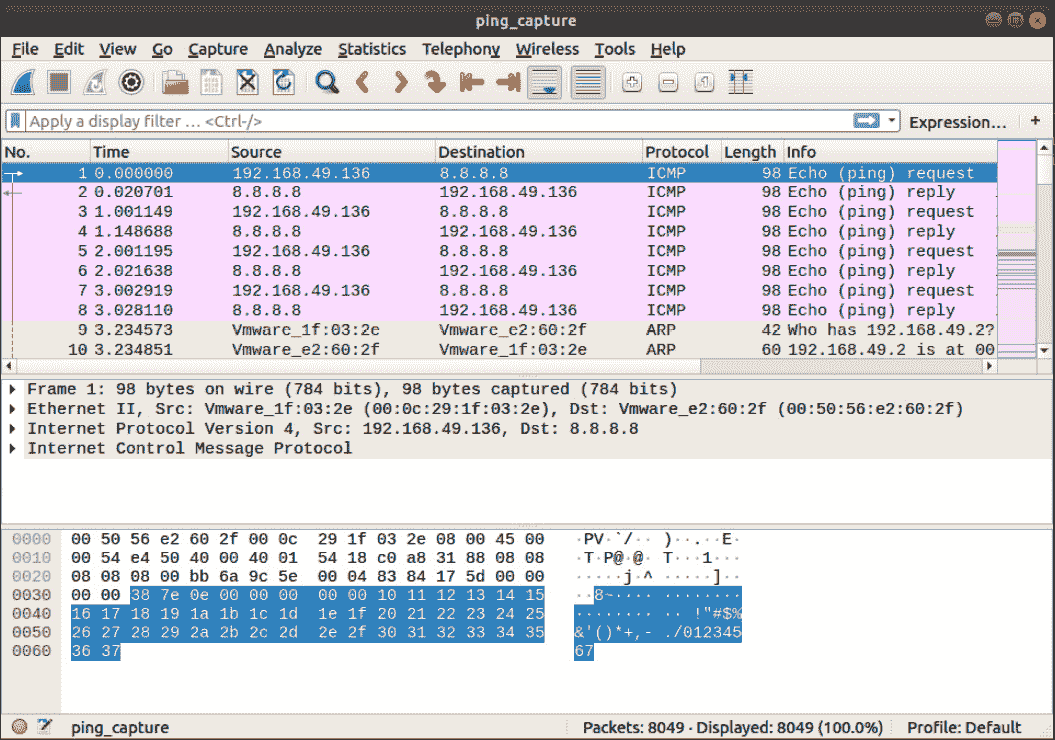 ping_capture
File Edit View Go Capture Analyze Statistics Telephony Wireless Tools Help
Apply a display filter ... <Ctrl-/> Expression... +
No. Time Source Destination Protocol Length Info
1 0.000000 192.168.49.136 8.8.8.8 ICMP 98 Echo (ping) request
2 0.020701 8.8.8.8 192.168.49.136 ICMP 98 Echo (ping) reply
3 1.001149 192.168.49.136 8.8.8.8 ICMP 98 Echo (ping) request
4 1.148688 8.8.8.8 192.168.49.136 ICMP 98 Echo (ping) reply
5 2.001195 192.168.49.136 8.8.8.8 ICMP 98 Echo (ping) request
6 2.021638 8.8.8.8 192.168.49.136 ICMP 98 Echo (ping) reply
7 3.002919 192.168.49.136 8.8.8.8 ICMP 98 Echo (ping) request
8 3.028110 8.8.8.8 192.168.49.136 ICMP 98 Echo (ping) reply
9 3.234573 Vmware_1f:03:2e Vmware_e2:60:2f ARP 42 Who has 192.168.49.2?
10 3.234851 Vmware_e2:60:2f Vmware_1f:03:2e ARP 60 192.168.49.2 is at 00
Frame 1: 98 bytes on wire (784 bits), 98 bytes captured (784 bits)
Ethernet II, Src: Vmware_1f:03:2e (00:0c:29:1f:03:2e), Dst: Vmware_e2:60:2f (00:50:56:e2:60:2f)
Internet Protocol Version 4, Src: 192.168.49.136, Dst: 8.8.8.8
Internet Control Message Protocol
0000 00 50 56 e2 60 2f 00 0c 29 1f 03 2e 08 00 45 00 ·PV·`/·· )··.··E·
0010 00 54 e4 50 40 00 40 01 54 18 c0 a8 31 88 08 08 ·T·P@·@· T···1···
0020 08 08 08 00 bb 6a 9c 5e 00 04 83 84 17 5d 00 00 ·····j·^ ·····]··
0030 00 00 38 7e 0e 00 00 00 00 00 10 11 12 13 14 15 ··8~···· ········
0040 16 17 18 19 1a 1b 1c 1d 1e 1f 20 21 22 23 24 25 ········ ·· !"#$%
0050 26 27 28 29 2a 2b 2c 2d 2e 2f 30 31 32 33 34 35 &'()*+,- ./012345
0060 36 37 67
ping_capture Packets: 8049 · Displayed: 8049 (100.0%) Profile: Default